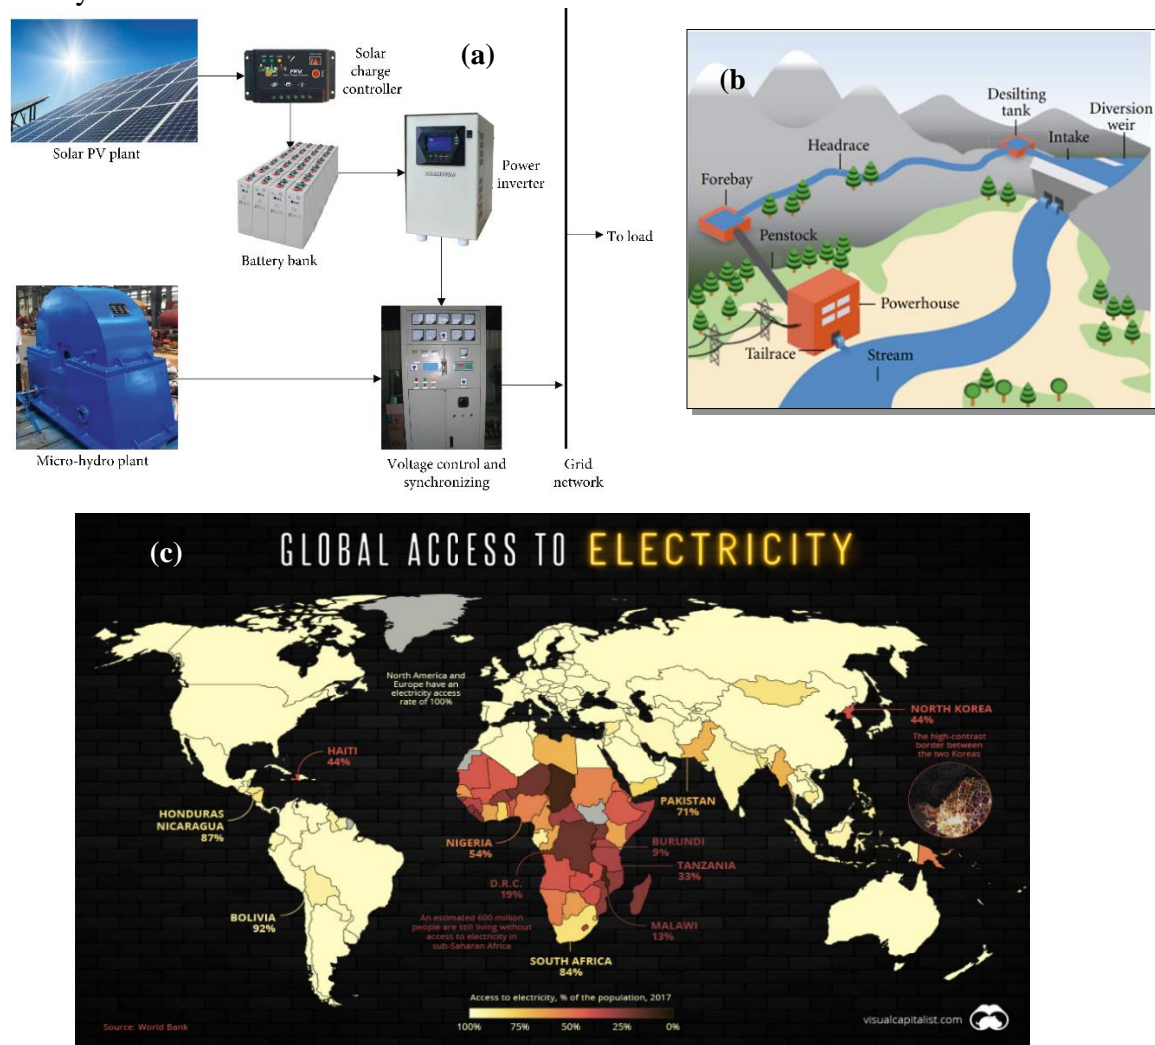 (a)
Solar
charge
controller
Solar PV plant
Power
inverter
Battery bank
To load
Micro-hydro plant
Voltage control and
synchronizing
Grid
network
(b)
Desilting
tank
Diversion
weir
Intake
Headrace
Forebay
Penstock
Powerhouse
Tailrace
Stream
(c)
GLOBAL ACCESS TO ELECTRICITY
North America and
Europe have an
electricity access
rate of 100%
NORTH KOREA
44%
The high-contrast
border between
the two Koreas
HAITI
44%
HONDURAS
NICARAGUA
87%
PAKISTAN
71%
NIGERIA
54%
BURUNDI
9%
TANZANIA
33%
D.R.C.
19%
BOLIVIA
92%
An estimated 600 million
people are still living without
access to electricity in
sub-Saharan Africa
MALAWI
13%
SOUTH AFRICA
84%
Access to electricity, % of the population, 2017
100% 75% 50% 25% 0%
Source: World Bank
visualcapitalist.com